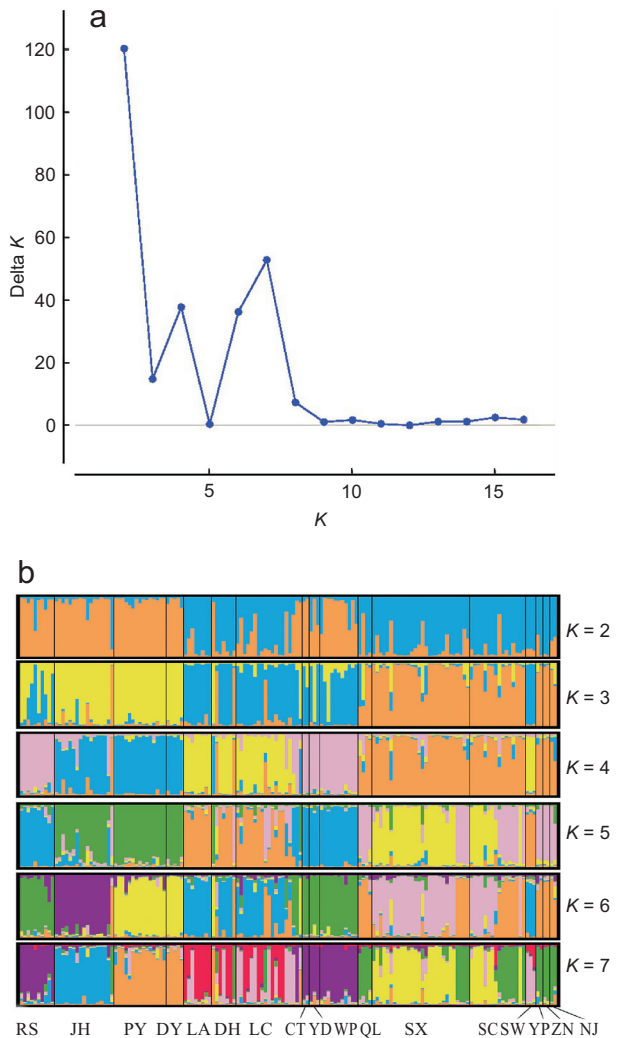 a
120
100
80
60
40
20
0
Delta K
5 10 15
K
b
K = 2
K = 3
K = 4
K = 5
K = 6
K = 7
RS JH PY DY LA DH LC CT YD WP QL SX SC SW YP ZN NJ